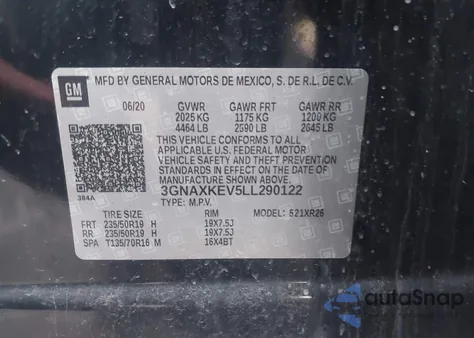 GM
MFD BY GENERAL MOTORS DE MEXICO, S. DE R.L. DE C.V.
06/20 GVWR GAWR FRT GAWR RR
2025 KG 1175 KG 1200 KG
4464 LB 2590 LB 2645 LB
THIS VEHICLE CONFORMS TO ALL
APPLICABLE U.S. FEDERAL MOTOR
VEHICLE SAFETY AND THEFT PREVENTION
STANDARDS IN EFFECT ON THE DATE OF
MANUFACTURE SHOWN ABOVE.
3GNAXKEV5LL290122
384A
TYPE: M.P.V. MODEL: 521XR26
TIRE SIZE RIM
FRT 235/50R19 H 19X7.5J
RR 235/50R19 H 19X7.5J
SPA T135/70R16 M 16X4BT
autoSnap